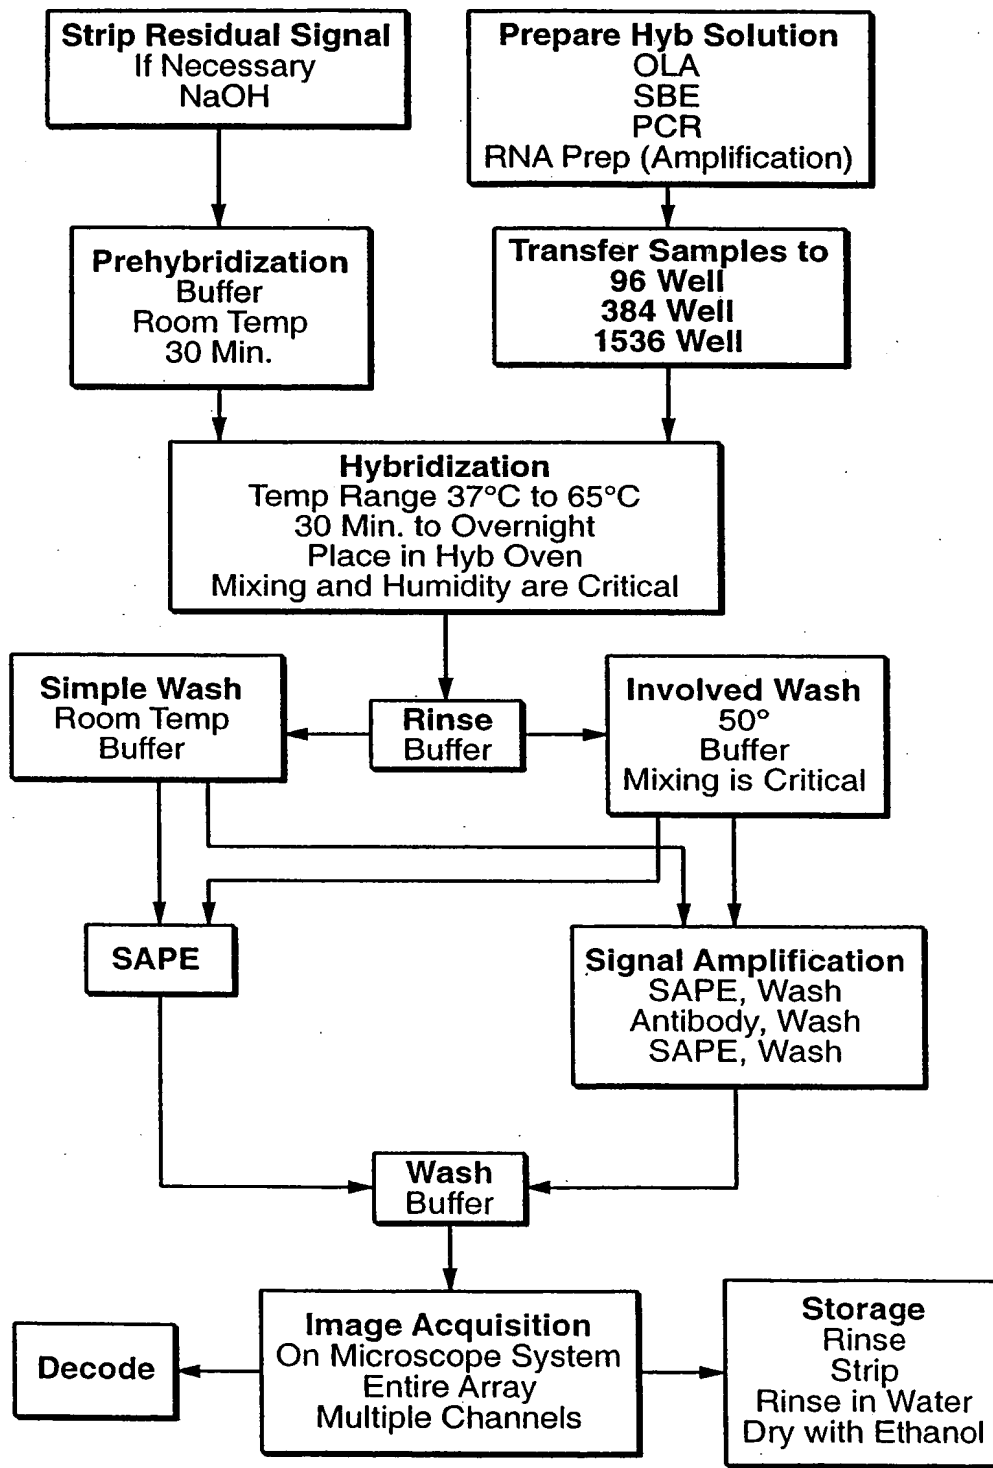 Strip Residual Signal
If Necessary
NaOH
Prepare Hyb Solution
OLA
SBE
PCR
RNA Prep (Amplification)
Prehybridization
Buffer
Room Temp
30 Min.
Transfer Samples to
96 Well
384 Well
1536 Well
Hybridization
Temp Range 37°C to 65°C
30 Min. to Overnight
Place in Hyb Oven
Mixing and Humidity are Critical
Simple Wash
Room Temp
Buffer
Rinse
Buffer
Involved Wash
50°
Buffer
Mixing is Critical
SAPE
Signal Amplification
SAPE, Wash
Antibody, Wash
SAPE, Wash
Wash
Buffer
Decode
Image Acquisition
On Microscope System
Entire Array
Multiple Channels
Storage
Rinse
Strip
Rinse in Water
Dry with Ethanol